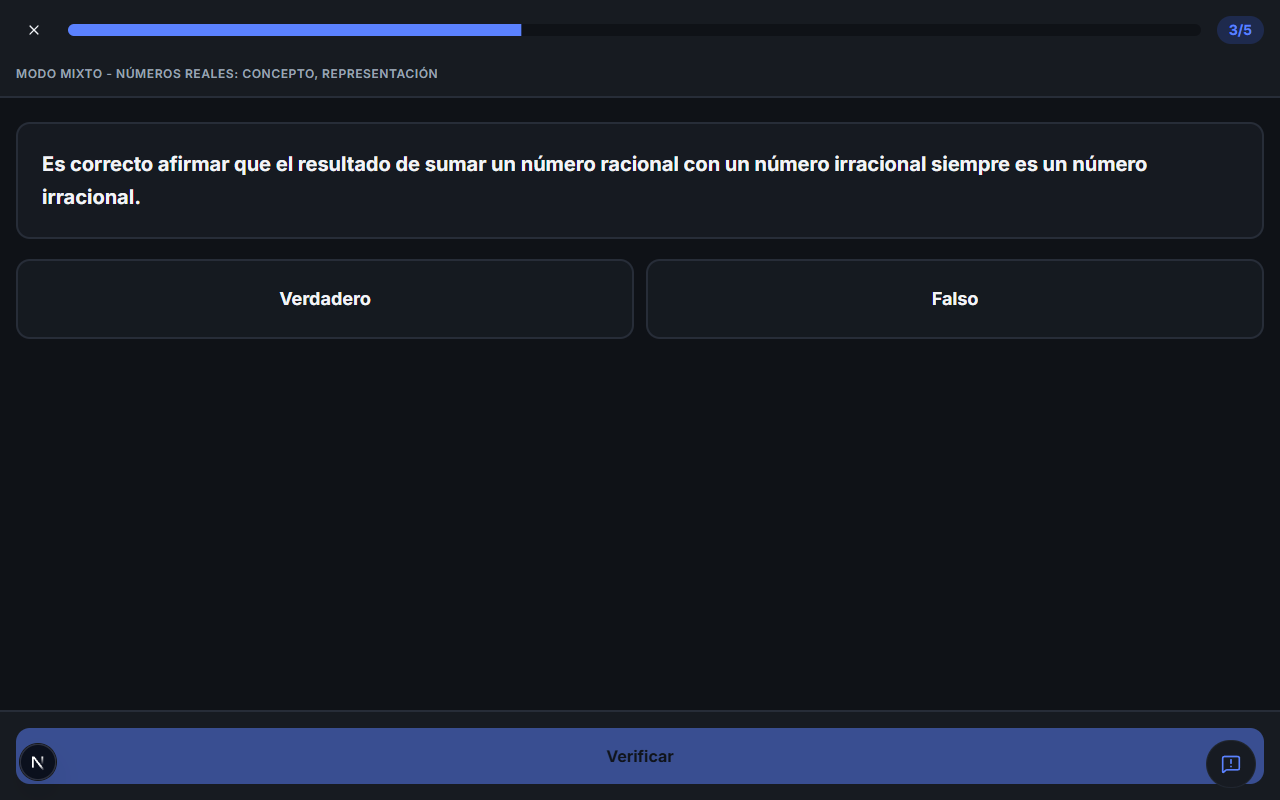 3/5
MODO MIXTO - NÚMEROS REALES: CONCEPTO, REPRESENTACIÓN
Es correcto afirmar que el resultado de sumar un número racional con un número irracional siempre es un número
irracional.
Verdadero
Falso
Verificar
N